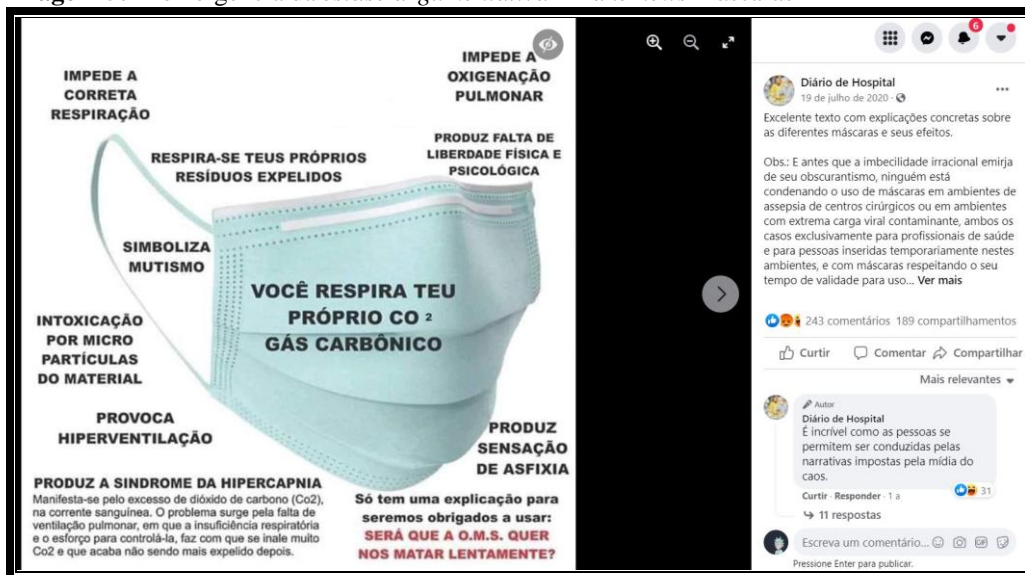 IMPEDE A
CORRETA
RESPIRAÇÃO
IMPEDE A
OXIGENAÇÃO
PULMONAR
RESPIRA-SE TEUS PRÓPRIOS
RESÍDUOS EXPELIDOS
PRODUZ FALTA DE
LIBERDADE FÍSICA E
PSICOLÓGICA
SIMBOLIZA
MUTISMO
VOCÊ RESPIRA TEU
PRÓPRIO CO 2
GÁS CARBÔNICO
INTOXICAÇÃO
POR MICRO
PARTÍCULAS
DO MATERIAL
PROVOCA
HIPERVENTILAÇÃO
PRODUZ
SENSAÇÃO
DE ASFIXIA
PRODUZ A SINDROME DA HIPERCAPNIA
Manifesta-se pelo excesso de dióxido de carbono (Co2),
na corrente sanguínea. O problema surge pela falta de
ventilação pulmonar, em que a insuficiência respiratória
e o esforço para controlá-la, faz com que se inale muito
Co2 e que acaba não sendo mais expelido depois.
Só tem uma explicação para
seremos obrigados a usar:
SERÁ QUE A O.M.S. QUER
NOS MATAR LENTAMENTE?
6
Diário de Hospital
19 de julho de 2020 ·
Excelente texto com explicações concretas sobre
as diferentes máscaras e seus efeitos.
Obs.: E antes que a imbecilidade irracional emirja
de seu obscurantismo, ninguém está
condenando o uso de máscaras em ambientes de
assepsia de centros cirúrgicos ou em ambientes
com extrema carga viral contaminante, ambos os
casos exclusivamente para profissionais de saúde
e para pessoas inseridas temporariamente nestes
ambientes, e com máscaras respeitando o seu
tempo de validade para uso... Ver mais
243 comentários 189 compartilhamentos
Curtir Comentar Compartilhar
Mais relevantes
Autor
Diário de Hospital
É incrível como as pessoas se
permitem ser conduzidas pelas
narrativas impostas pela mídia do
caos.
Curtir · Responder · 1 a
31
11 respostas
Escreva um comentário...
GIF
Pressione Enter para publicar.